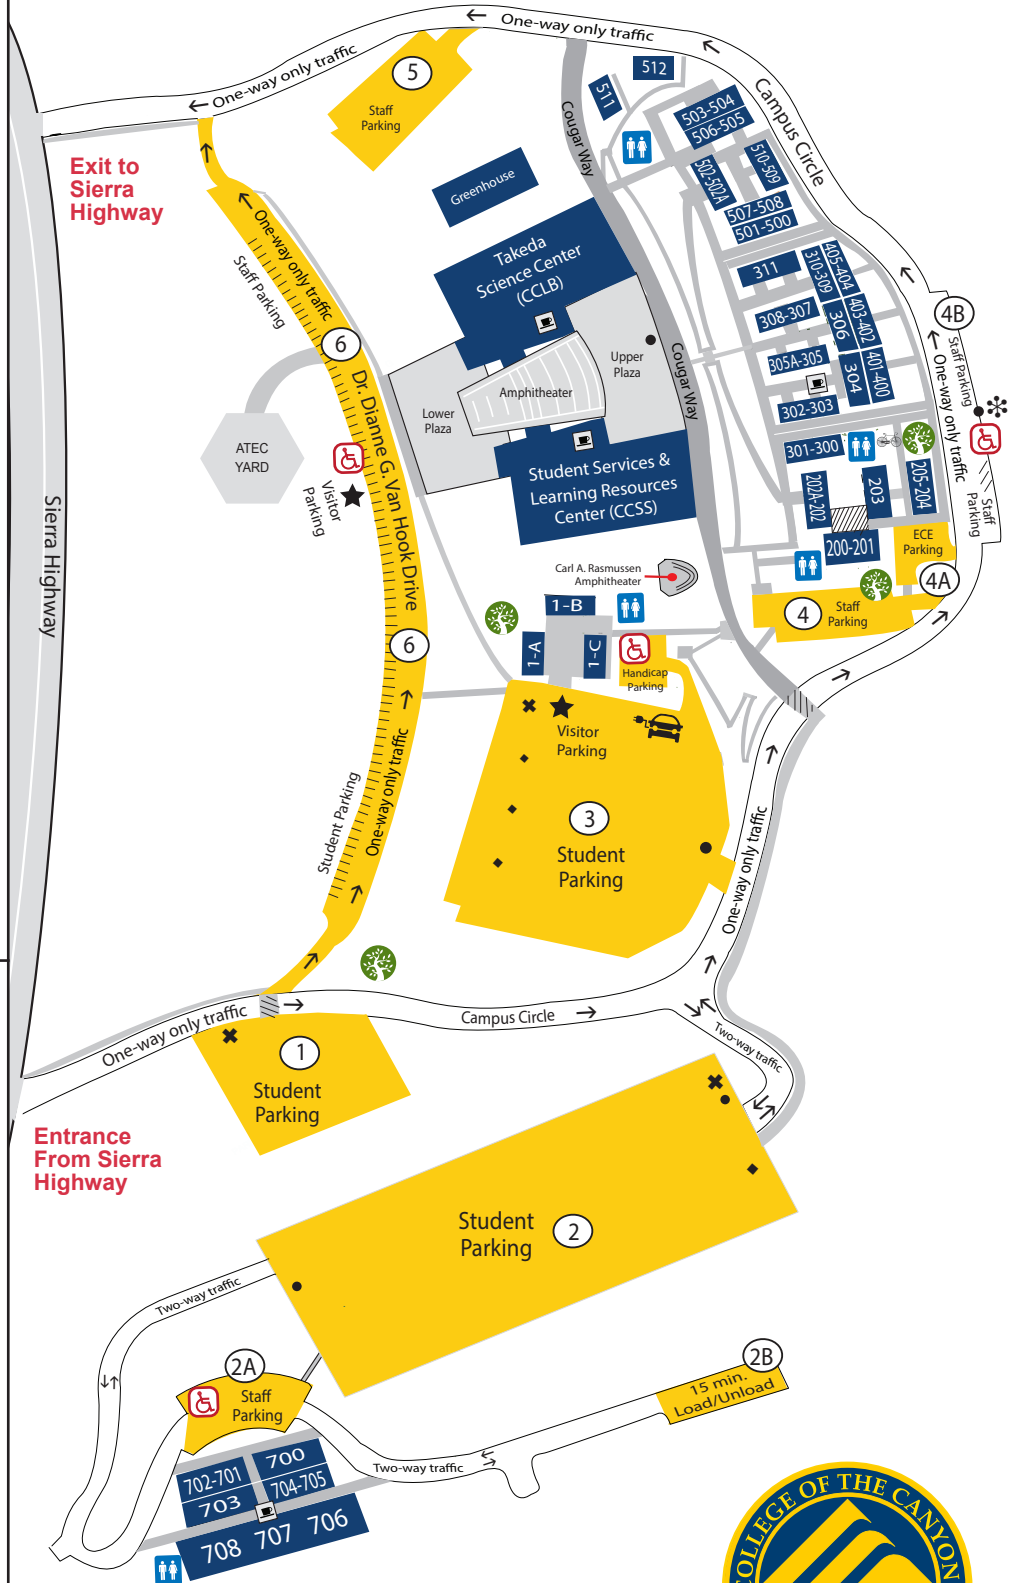 One-way only traffic
One-way only traffic
5
Staff
Parking
512
511
503-504
506-505
Campus Circle
Cougar Way
510-509
502-502A
507-508
501-500
Exit to
Sierra
Highway
Greenhouse
One-way only traffic
Staff Parking
Takeda
Science Center
(CCLB)
311
310-309
405-404
308-307
306
403-402
4B
Staff Parking
One-way only traffic
6
Upper
Plaza
Cougar Way
305A-305
304
401-400
Dr. Dianne G. Van Hook Drive
Amphitheater
Lower
Plaza
302-303
ATEC
YARD
Visitor
Parking
301-300
Student Services &
Learning Resources
Center (CCSS)
202A-202
203
205-204
Staff
Parking
Sierra Highway
200-201
ECE
Parking
Carl A. Rasmussen
Amphitheater
4A
1-B
4
Staff
Parking
6
1-A
1-C
Handicap
Parking
Visitor
Parking
One-way only traffic
Student Parking
3
Student
Parking
One-way only traffic
One-way only traffic
Campus Circle
Two-way traffic
1
Student
Parking
Entrance
From Sierra
Highway
Student
Parking
2
Two-way traffic
2A
Staff
Parking
2B
15 min.
Load/Unload
Two-way traffic
702-701
700
703
704-705
708 707 706
COLLEGE OF THE CANYON